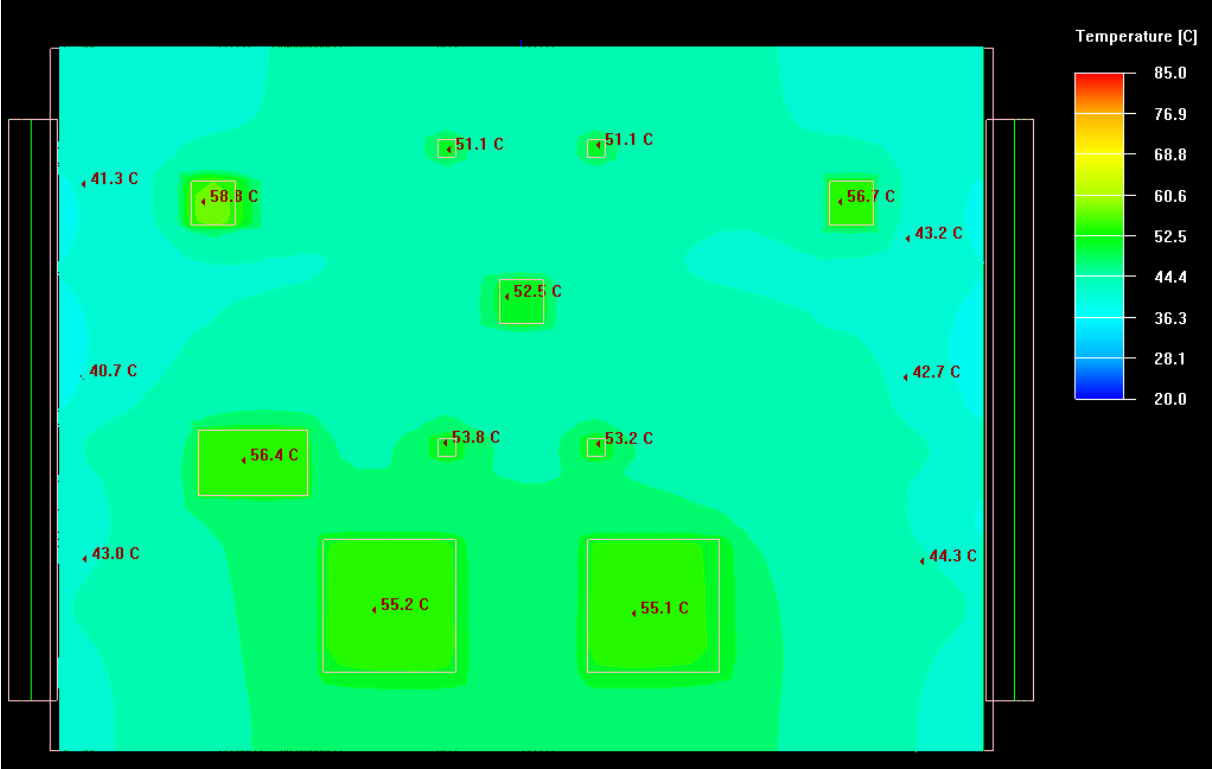 Temperature [C]
85.0
76.9
68.8
60.6
52.5
44.4
36.3
28.1
20.0
51.1 C
51.1 C
41.3 C
58.8 C
56.7 C
43.2 C
52.5 C
40.7 C
42.7 C
53.8 C
53.2 C
56.4 C
43.0 C
44.3 C
55.2 C
55.1 C